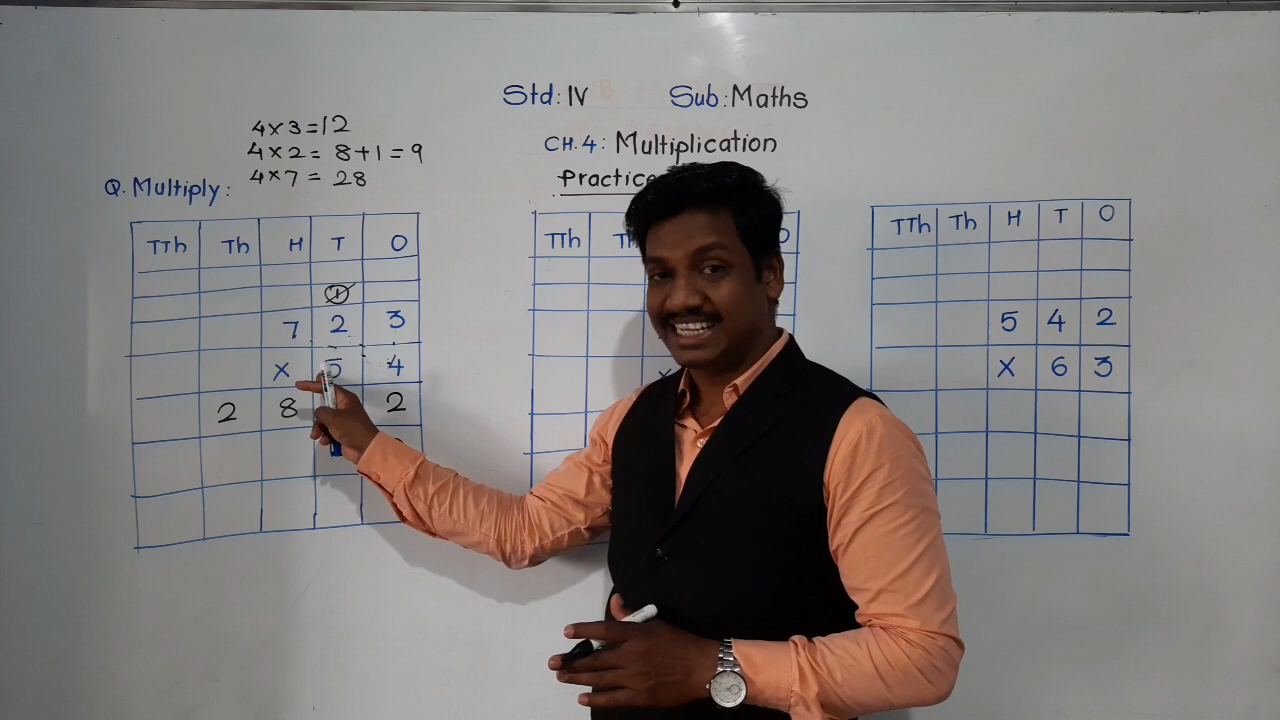 Std: IV Sub: Maths
CH.4: Multiplication
Practice
4×3=12
4×2= 8+1=9
4×7= 28
Q. Multiply:
TTh Th H T O
1
7 2 3
X 5 4
2 8 2
TTh
X
TTh Th H T O
5 4 2
X 6 3